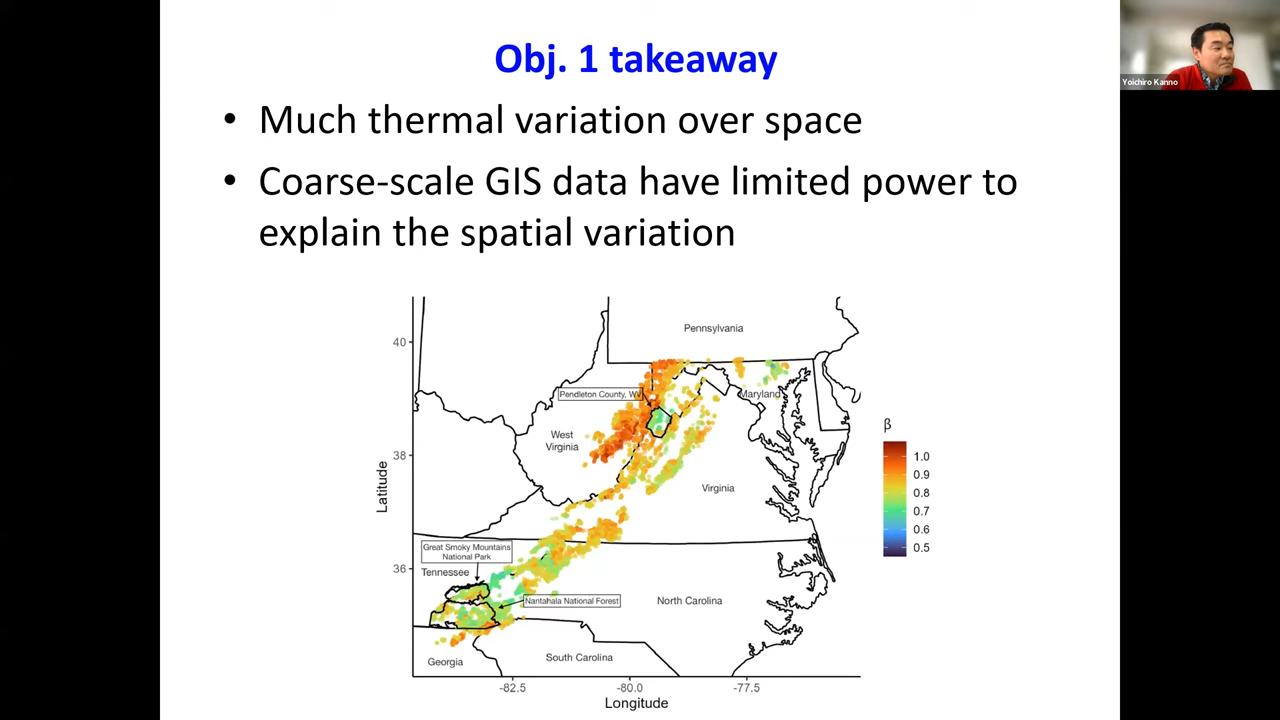 Obj. 1 takeaway
Yoichiro Kanno
• Much thermal variation over space
• Coarse-scale GIS data have limited power to
explain the spatial variation
Pennsylvania
40
Pendleton County, WV
Maryland
β
West
Virginia
1.0
38
0.9
Latitude
Virginia
0.8
0.7
0.6
0.5
Great Smoky Mountains
National Park
36
Tennessee
Nantahala National Forest
North Carolina
Georgia
South Carolina
-82.5
-80.0
-77.5
Longitude